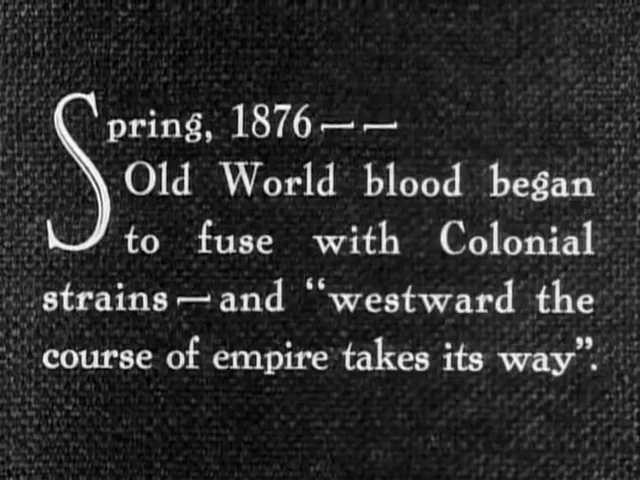 Spring, 1876——
Old World blood began
to fuse with Colonial
strains—and “westward the
course of empire takes its way”.